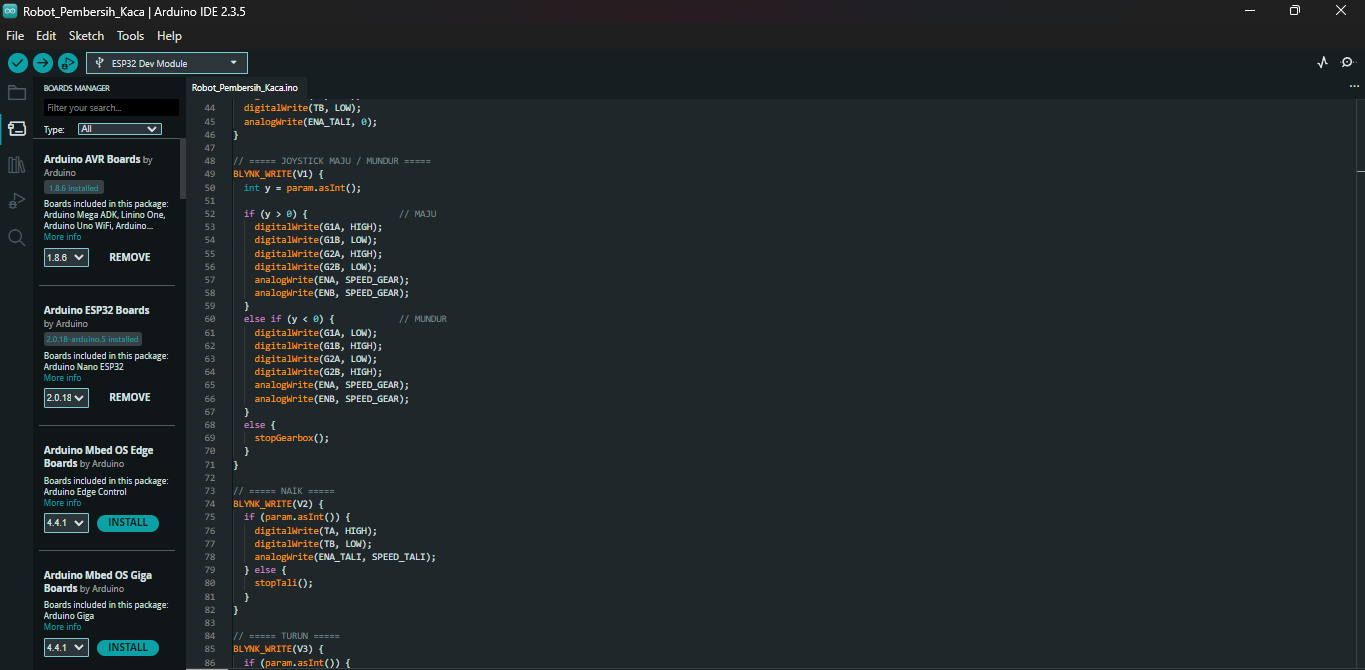 Robot_Pembersih_Kaca | Arduino IDE 2.3.5
File Edit Sketch Tools Help
ESP32 Dev Module
BOARDS MANAGER
Filter your search...
Type: All
Arduino AVR Boards by
Arduino
1.8.6 installed
Boards included in this package:
Arduino Mega ADK, Linino One,
Arduino Uno WiFi, Arduino...
More info
1.8.6 REMOVE
Arduino ESP32 Boards
by Arduino
2.0.18-arduino.5 installed
Boards included in this package:
Arduino Nano ESP32
More info
2.0.18 REMOVE
Arduino Mbed OS Edge
Boards by Arduino
Boards included in this package:
Arduino Edge Control
More info
4.4.1 INSTALL
Arduino Mbed OS Giga
Boards by Arduino
Boards included in this package:
Arduino Giga
More info
4.4.1 INSTALL
Robot_Pembersih_Kaca.ino
44 digitalWrite(TB, LOW);
45 analogWrite(ENA_TALI, 0);
46 }
47
48 // ===== JOYSTICK MAJU / MUNDUR =====
49 BLYNK_WRITE(V1) {
50 int y = param.asInt();
51
52 if (y > 0) { // MAJU
53 digitalWrite(G1A, HIGH);
54 digitalWrite(G1B, LOW);
55 digitalWrite(G2A, HIGH);
56 digitalWrite(G2B, LOW);
57 analogWrite(ENA, SPEED_GEAR);
58 analogWrite(ENB, SPEED_GEAR);
59 }
60 else if (y < 0) { // MUNDUR
61 digitalWrite(G1A, LOW);
62 digitalWrite(G1B, HIGH);
63 digitalWrite(G2A, LOW);
64 digitalWrite(G2B, HIGH);
65 analogWrite(ENA, SPEED_GEAR);
66 analogWrite(ENB, SPEED_GEAR);
67 }
68 else {
69 stopGearbox();
70 }
71 }
72
73 // ===== NAIK =====
74 BLYNK_WRITE(V2) {
75 if (param.asInt()) {
76 digitalWrite(TA, HIGH);
77 digitalWrite(TB, LOW);
78 analogWrite(ENA_TALI, SPEED_TALI);
79 } else {
80 stopTali();
81 }
82 }
83
84 // ===== TURUN =====
85 BLYNK_WRITE(V3) {
86 if (param.asInt()) {